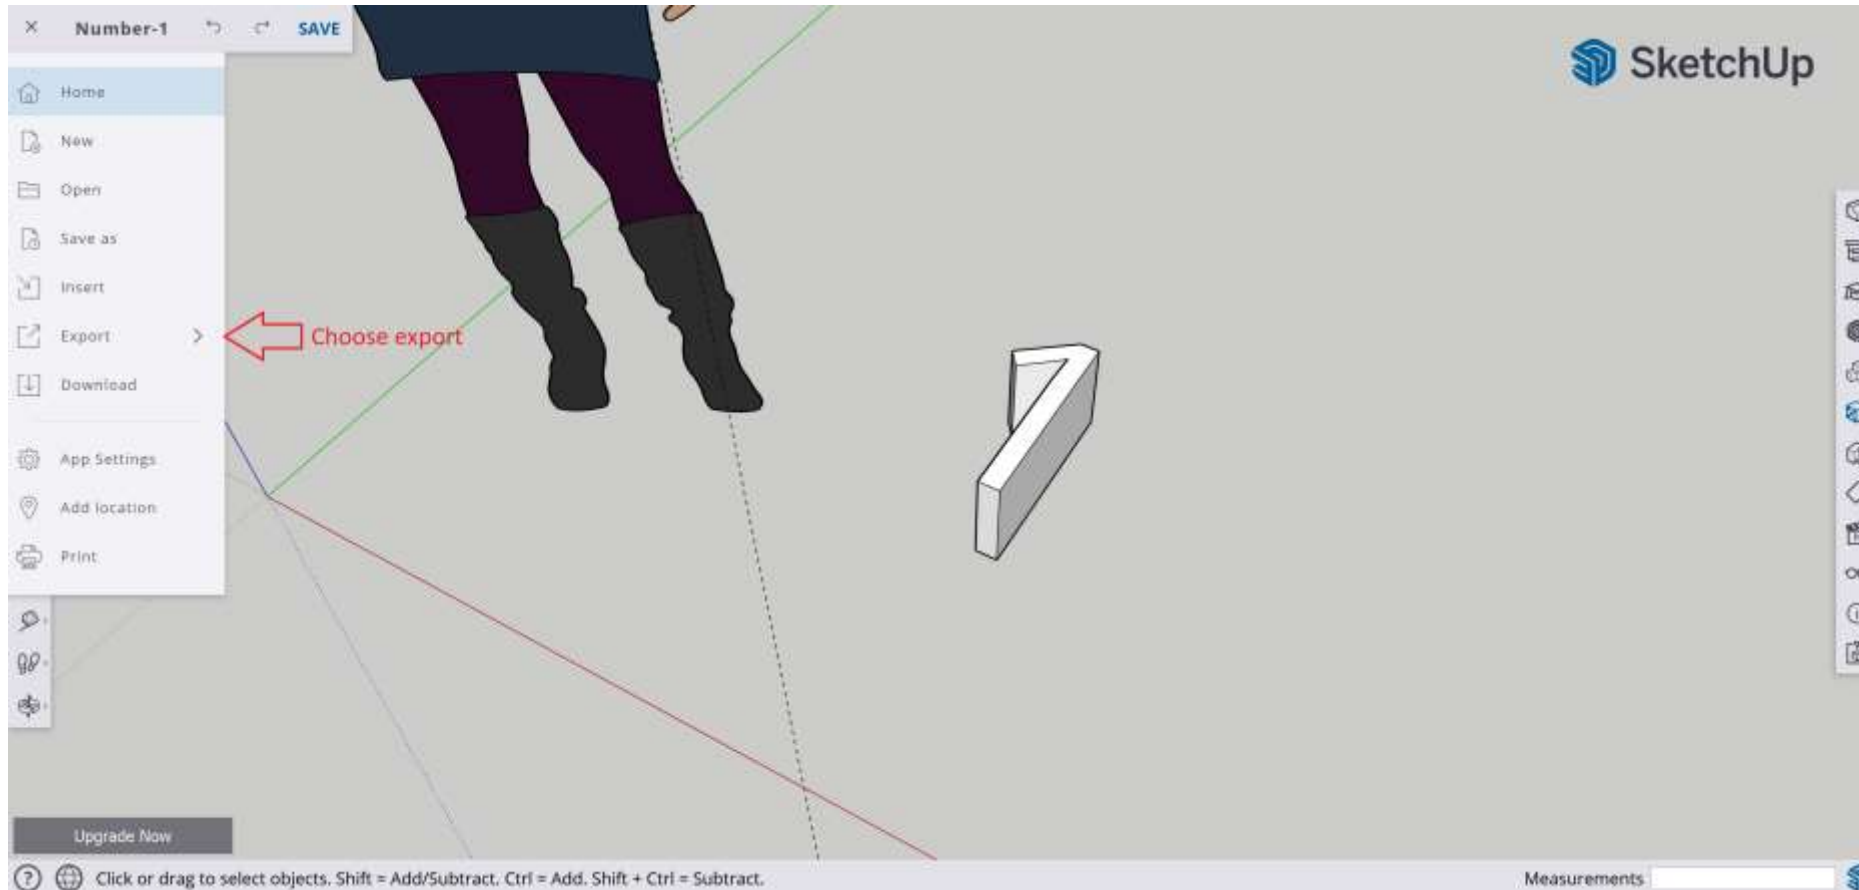 Number-1 SAVE
SketchUp
Home
New
Open
Save as
Insert
Export
Choose export
Download
App Settings
Add location
Print
Upgrade Now
Click or drag to select objects. Shift = Add/Subtract. Ctrl = Add. Shift + Ctrl = Subtract.
Measurements